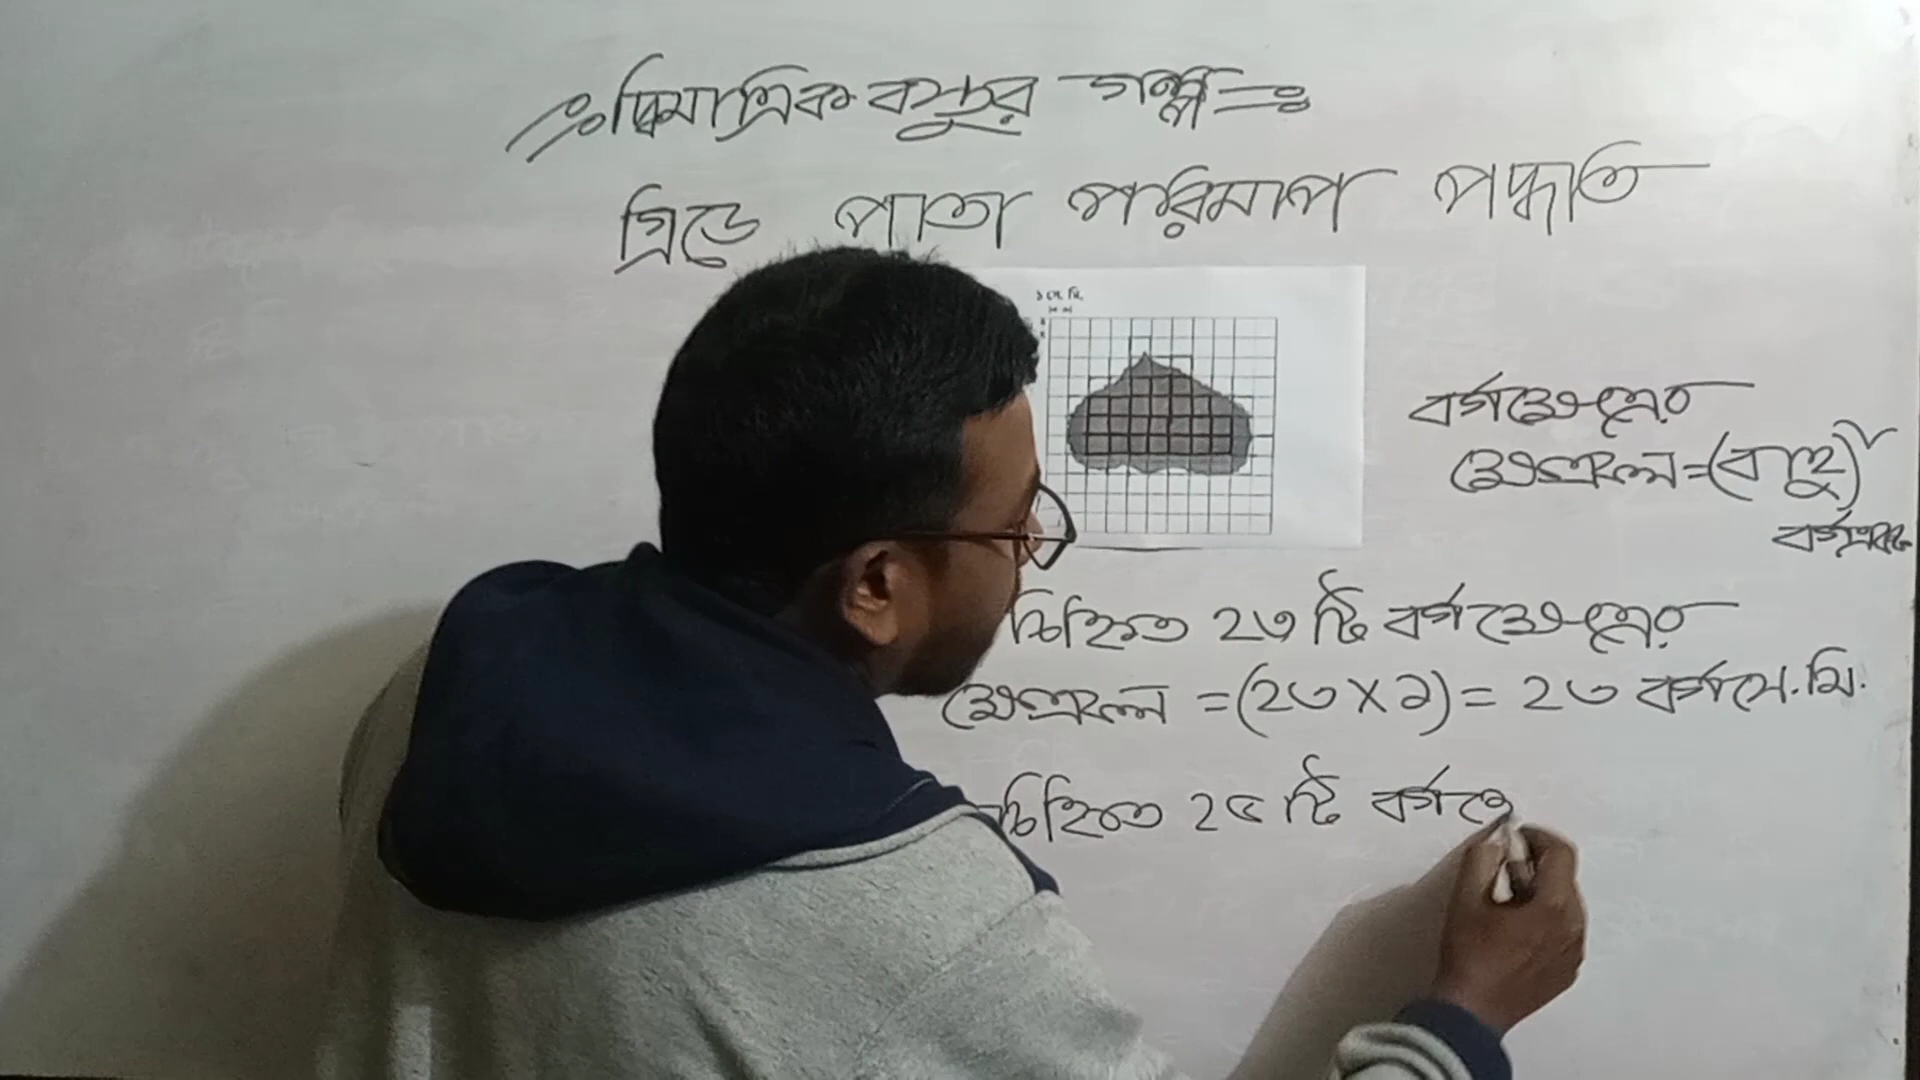 দ্বিমাত্রিক বস্তুর গল্প
গ্রিডে পাতা পরিমাপ পদ্ধতি
১ সে. মি.
বর্গক্ষেত্রের
ক্ষেত্রফল = (বাহু)²
বর্গএকক
চিহ্নিত ২৩ টি বর্গক্ষেত্রের
ক্ষেত্রফল = (২৩ X ১) = ২৩ বর্গসে.মি.
চিহ্নিত ২৫ টি বর্গক্ষে